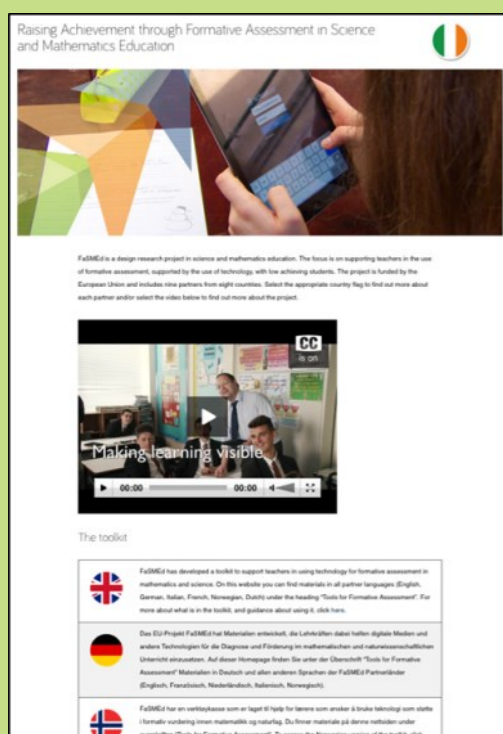 Raising Achievement through Formative Assessment in Science
and Mathematics Education
FaSMEd is a design-research project in science and mathematics education. The focus is on supporting teachers in the use
of formative assessment, supported by the use of technology, with low achieving students. The project is funded by the
European Union and includes nine partners from eight countries. Select the appropriate country flag to find out more about
each partner and/or select the video below to find out more about the project.
CC
is on
Making learning visible
00:00 00:00
The toolkit
FaSMEd has developed a toolkit to support teachers in using technology for formative assessment in
mathematics and science. On this website you can find materials in all partner languages (English,
German, Italian, French, Norwegian, Dutch) under the heading "Tools for Formative Assessment". For
more about what is in the toolkit, and guidance about using it, click here.
Das EU-Projekt FaSMEd hat Materialien entwickelt, die Lehrkräften dabei helfen digitale Medien und
andere Technologien für die Diagnose und Förderung im mathematischen und naturwissenschaftlichen
Unterricht einzusetzen. Auf dieser Homepage finden Sie unter der Überschrift "Tools for Formative
Assessment" Materialien in Deutsch und allen anderen Sprachen der FaSMEd Partnerländer
(Englisch, Französisch, Niederländisch, Italienisch, Norwegisch).
FaSMEd har en verktøykasse som er laget til hjelp for lærere som ønsker å bruke teknologi som støtte
i formativ vurdering innen matematikk og naturfag. Du finner materiale på denne nettsiden under